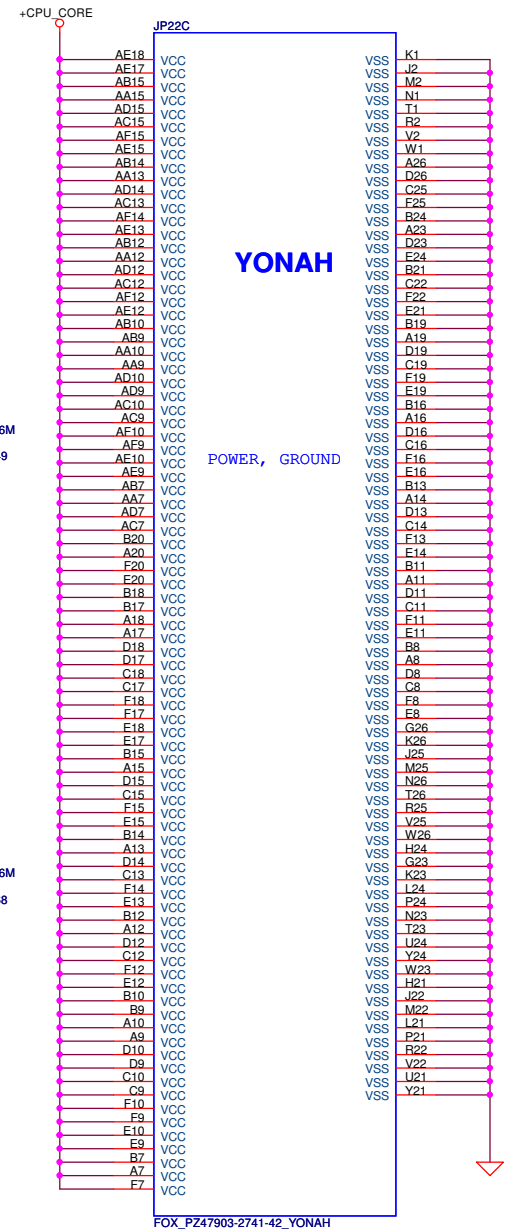 +CPU_CORE
JP22C
AE18 VCC VSS K1
AE17 VCC VSS J2
AB15 VCC VSS M2
AA15 VCC VSS N1
AD15 VCC VSS T1
AC15 VCC VSS R2
AF15 VCC VSS V2
AE15 VCC VSS W1
AB14 VCC VSS A26
AA13 VCC VSS D26
AD14 VCC VSS C25
AC13 VCC VSS F25
AF14 VCC VSS B24
AE13 VCC VSS A23
AB12 VCC VSS D23
AA12 VCC YONAH VSS E24
AD12 VCC VSS B21
AC12 VCC VSS C22
AF12 VCC VSS F22
AE12 VCC VSS E21
AB10 VCC VSS B19
AB9 VCC VSS A19
AA10 VCC VSS D19
AA9 VCC VSS C19
AD10 VCC VSS F19
AD9 VCC VSS E19
AC10 VCC VSS B16
AC9 VCC VSS A16
6M AF10 VCC VSS D16
AF9 VCC VSS C16
9 AE10 VCC POWER, GROUND VSS F16
AE9 VCC VSS E16
AB7 VCC VSS B13
AA7 VCC VSS A14
AD7 VCC VSS D13
AC7 VCC VSS C14
B20 VCC VSS F13
A20 VCC VSS E14
F20 VCC VSS B11
E20 VCC VSS A11
B18 VCC VSS D11
B17 VCC VSS C11
A18 VCC VSS F11
A17 VCC VSS E11
D18 VCC VSS B8
D17 VCC VSS A8
C18 VCC VSS D8
C17 VCC VSS C8
F18 VCC VSS F8
F17 VCC VSS E8
E18 VCC VSS G26
E17 VCC VSS K26
B15 VCC VSS J25
A15 VCC VSS M25
D15 VCC VSS N26
C15 VCC VSS T26
F15 VCC VSS R25
E15 VCC VSS V25
B14 VCC VSS W26
A13 VCC VSS H24
D14 VCC VSS G23
6M C13 VCC VSS K23
F14 VCC VSS L24
8 E13 VCC VSS P24
B12 VCC VSS N23
A12 VCC VSS T23
D12 VCC VSS U24
C12 VCC VSS Y24
F12 VCC VSS W23
E12 VCC VSS H21
B10 VCC VSS J22
B9 VCC VSS M22
A10 VCC VSS L21
A9 VCC VSS P21
D10 VCC VSS R22
D9 VCC VSS V22
C10 VCC VSS U21
C9 VCC VSS Y21
F10 VCC
F9 VCC
E10 VCC
E9 VCC
B7 VCC
A7 VCC
F7 VCC
FOX_PZ47903-2741-42_YONAH